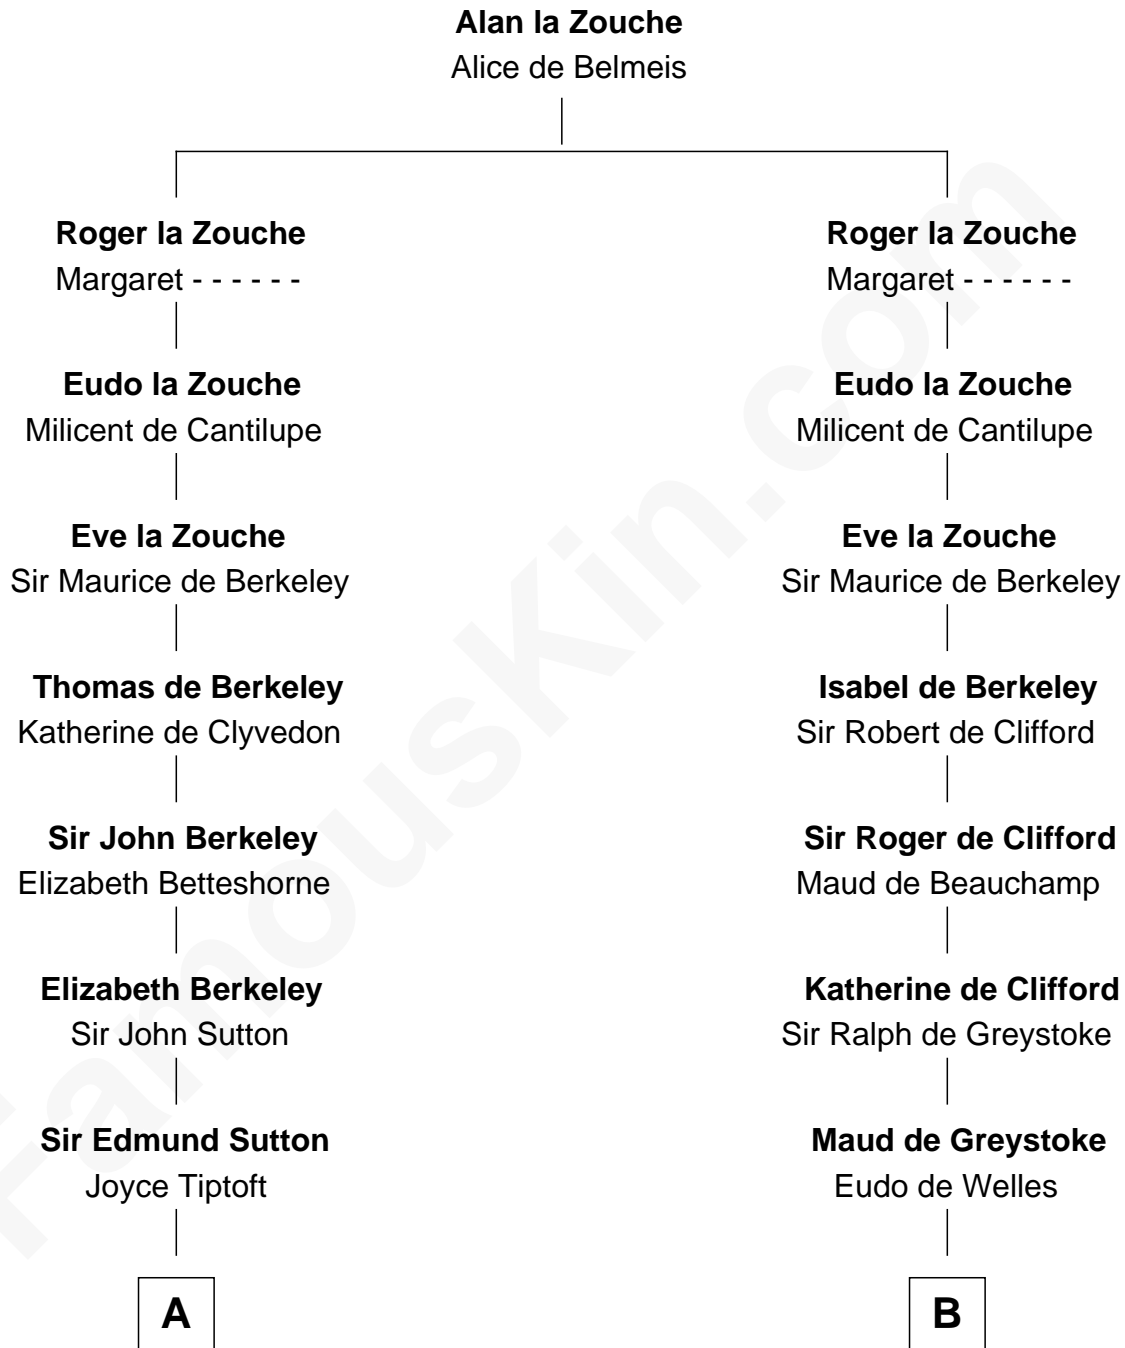 Alan la Zouche
Alice de Belmeis
Roger la Zouche
Margaret - - - - - -
Eudo la Zouche
Milicent de Cantilupe
Eve la Zouche
Sir Maurice de Berkeley
Thomas de Berkeley
Katherine de Clyvedon
Sir John Berkeley
Elizabeth Betteshorne
Elizabeth Berkeley
Sir John Sutton
Sir Edmund Sutton
Joyce Tiptoft
A
Roger la Zouche
Margaret - - - - - -
Eudo la Zouche
Milicent de Cantilupe
Eve la Zouche
Sir Maurice de Berkeley
Isabel de Berkeley
Sir Robert de Clifford
Sir Roger de Clifford
Maud de Beauchamp
Katherine de Clifford
Sir Ralph de Greystoke
Maud de Greystoke
Eudo de Welles
B
FamousKin.com